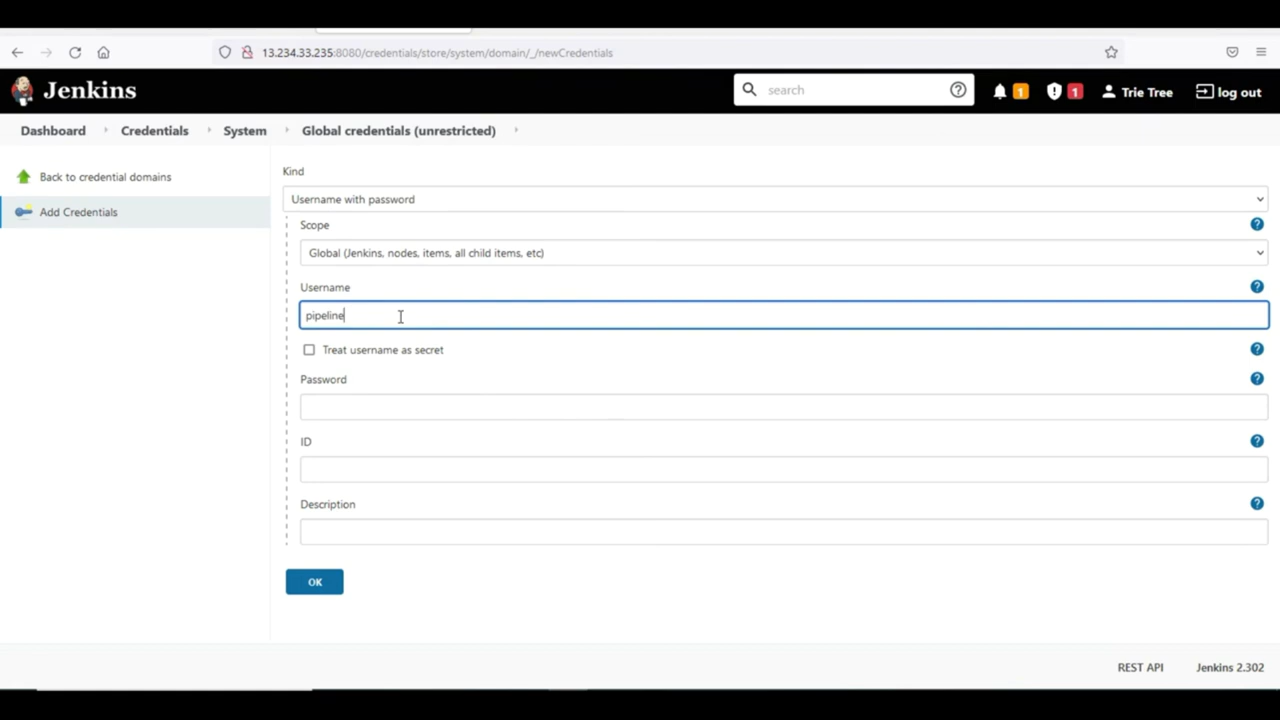 13.234.33.235:8080/credentials/store/system/domain/_/newCredentials
Jenkins
search
1
1
Trie Tree
log out
Dashboard
Credentials
System
Global credentials (unrestricted)
Back to credential domains
Add Credentials
Kind
Username with password
Scope
Global (Jenkins, nodes, items, all child items, etc)
Username
pipeline
Treat username as secret
Password
ID
Description
OK
REST API
Jenkins 2.302